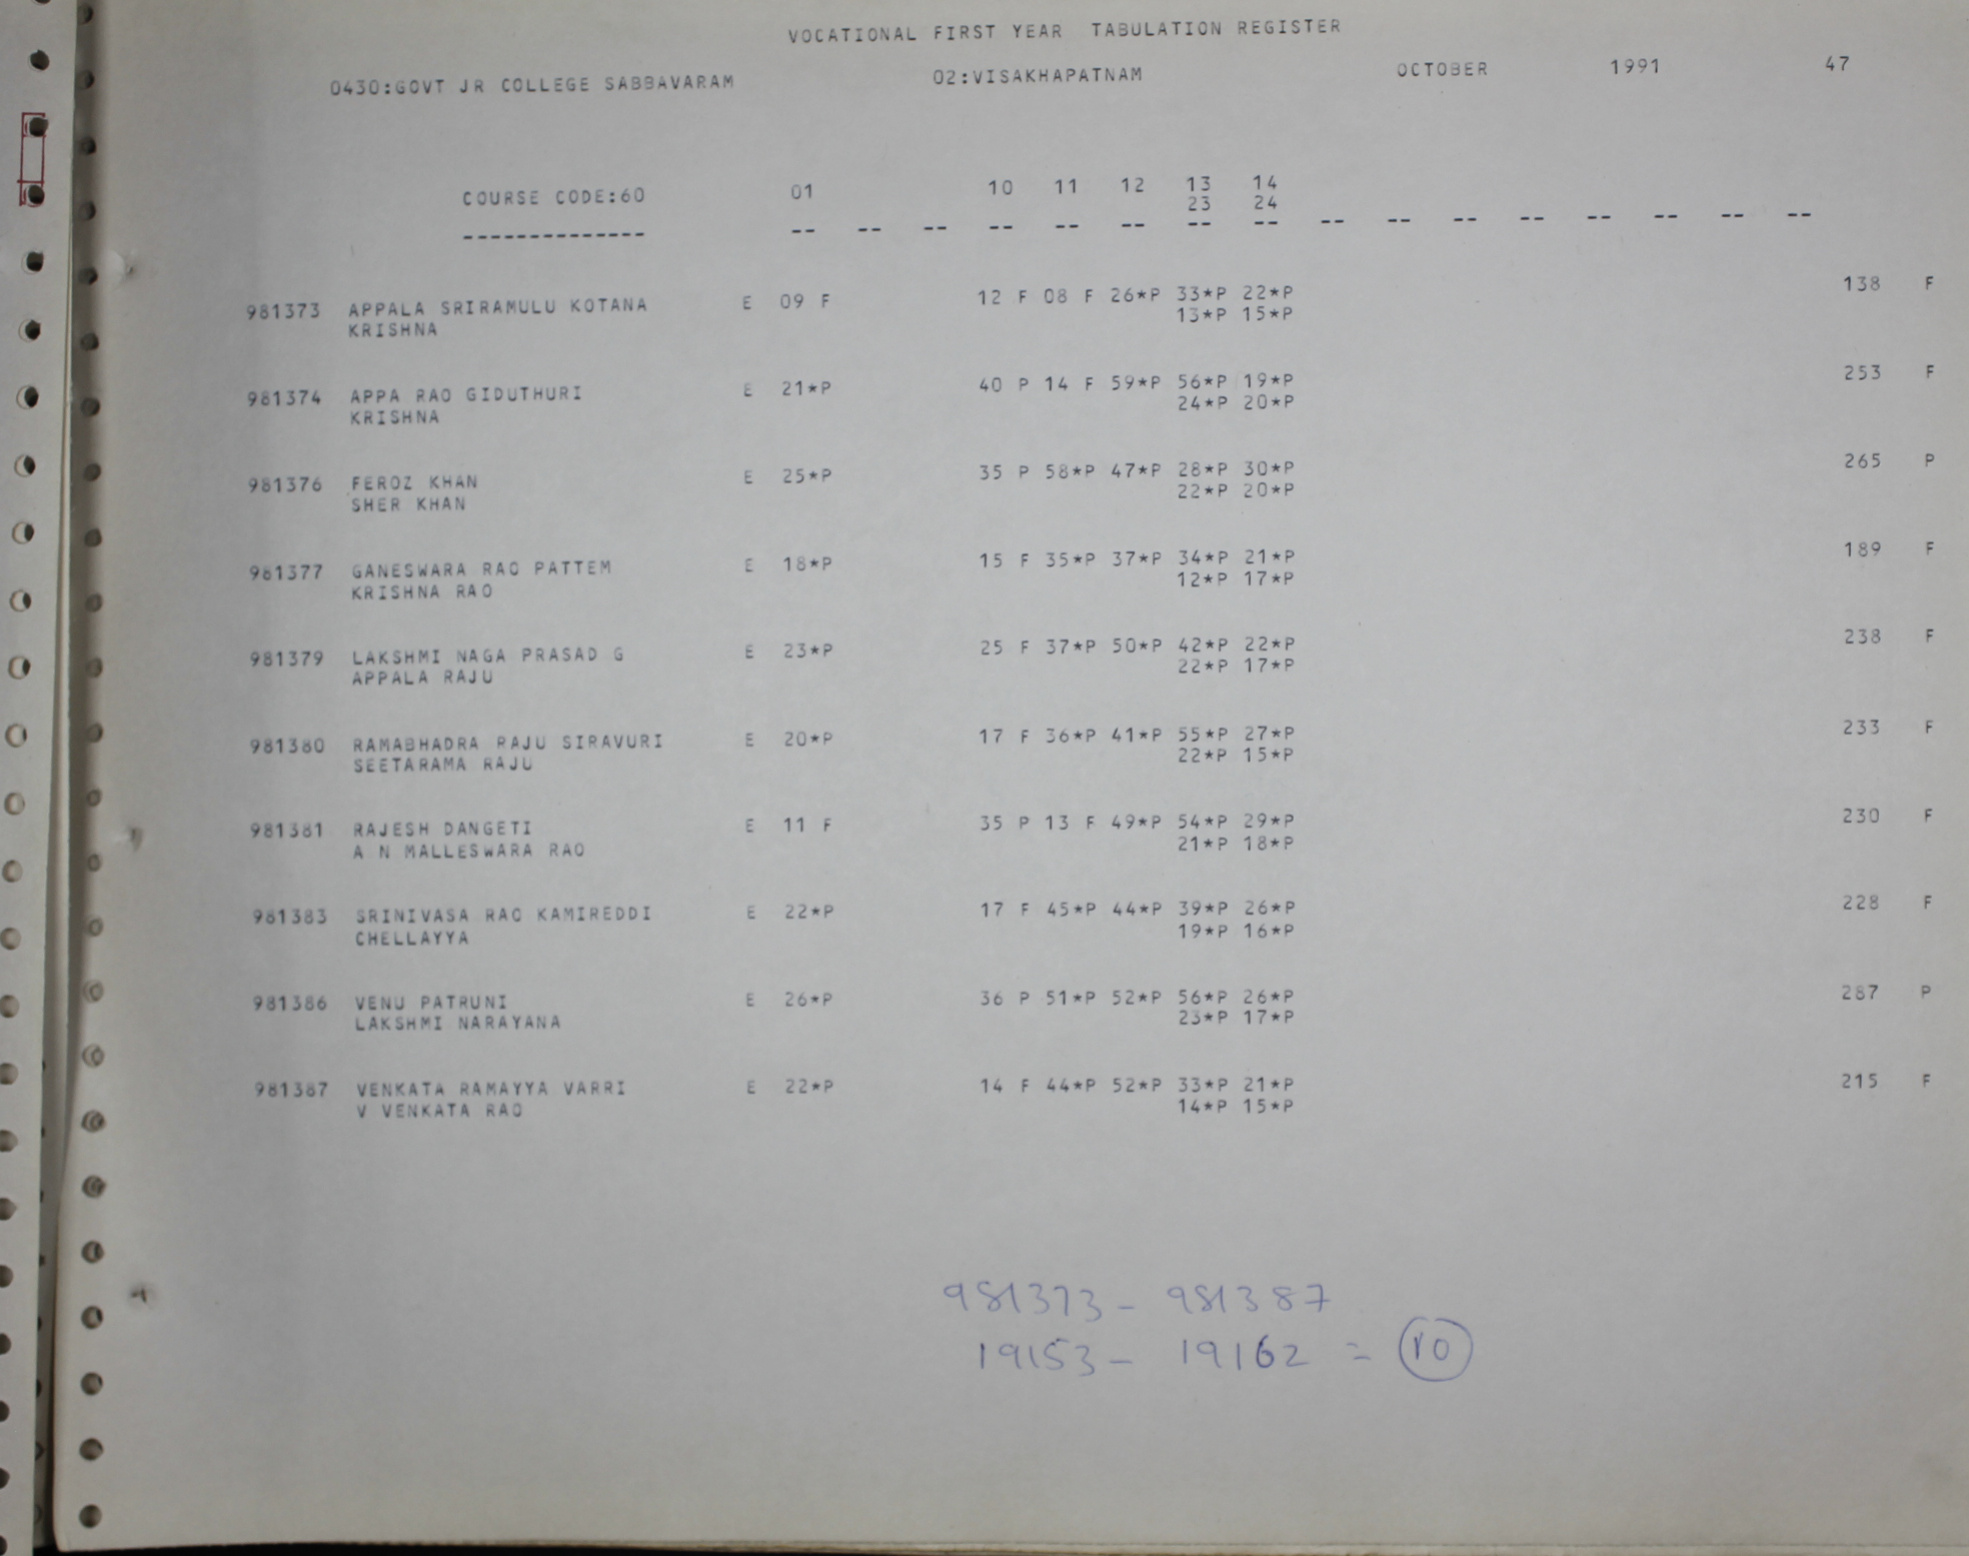 VOCATIONAL FIRST YEAR TABULATION REGISTER
0430:GOVT JR COLLEGE SABBAVARAM 02:VISAKHAPATNAM OCTOBER 1991 47
COURSE CODE:60 01 10 11 12 13 14
23 24
-------------- -- -- -- -- -- -- -- -- -- -- -- -- -- -- -- --
981373 APPALA SRIRAMULU KOTANA E 09 F 12 F 08 F 26*P 33*P 22*P 138 F
KRISHNA 13*P 15*P
981374 APPA RAO GIDUTHURI E 21*P 40 P 14 F 59*P 56*P 19*P 253 F
KRISHNA 24*P 20*P
981376 FEROZ KHAN E 25*P 35 P 58*P 47*P 28*P 30*P 265 P
SHER KHAN 22*P 20*P
981377 GANESWARA RAO PATTEM E 18*P 15 F 35*P 37*P 34*P 21*P 189 F
KRISHNA RAO 12*P 17*P
981379 LAKSHMI NAGA PRASAD G E 23*P 25 F 37*P 50*P 42*P 22*P 238 F
APPALA RAJU 22*P 17*P
981380 RAMABHADRA RAJU SIRAVURI E 20*P 17 F 36*P 41*P 55*P 27*P 233 F
SEETARAMA RAJU 22*P 15*P
981381 RAJESH DANGETI E 11 F 35 P 13 F 49*P 54*P 29*P 230 F
A N MALLESWARA RAO 21*P 18*P
981383 SRINIVASA RAO KAMIREDDI E 22*P 17 F 45*P 44*P 39*P 26*P 228 F
CHELLAYYA 19*P 16*P
981386 VENU PATRUNI E 26*P 36 P 51*P 52*P 56*P 26*P 287 P
LAKSHMI NARAYANA 23*P 17*P
981387 VENKATA RAMAYYA VARRI E 22*P 14 F 44*P 52*P 33*P 21*P 215 F
V VENKATA RAO 14*P 15*P
981373 - 981387
19153 - 19162 = 10